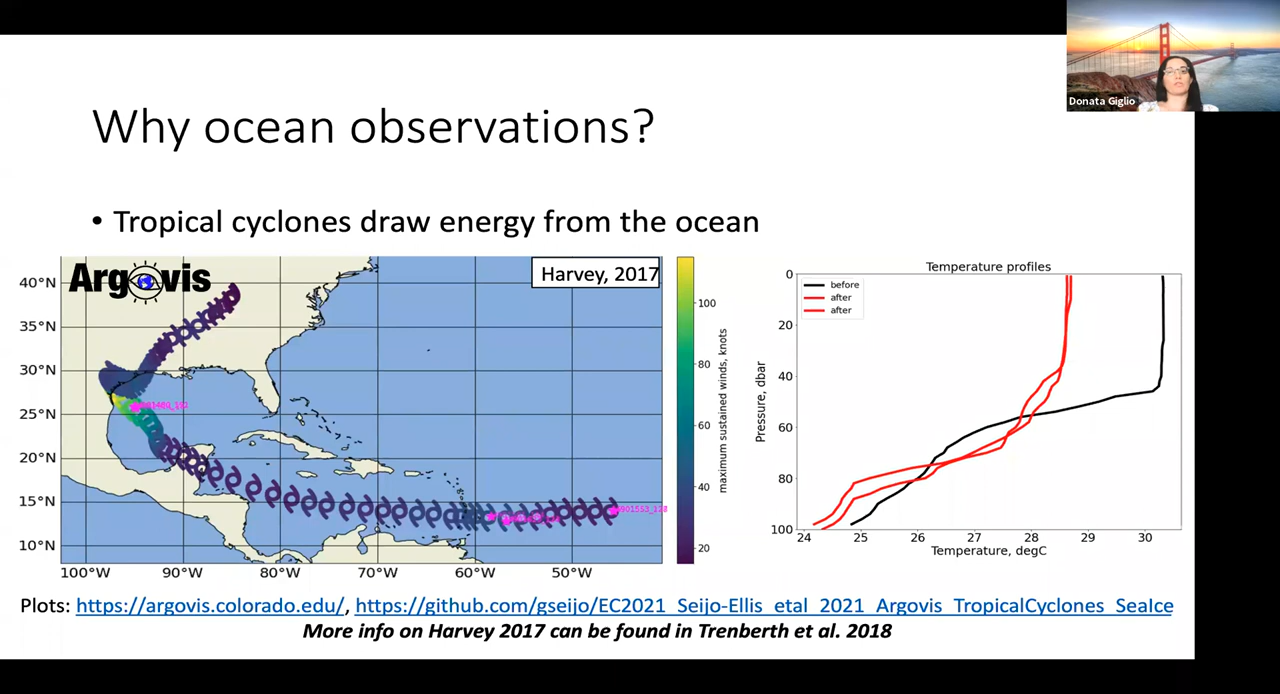 Donata Giglio
Why ocean observations?
• Tropical cyclones draw energy from the ocean
Argovis
Harvey, 2017
40°N
35°N
30°N
25°N
20°N
15°N
10°N
100°W 90°W 80°W 70°W 60°W 50°W
100
80
60
40
20
maximum sustained winds, knots
Temperature profiles
before
after
after
0
20
40
60
80
100
Pressure, dbar
24 25 26 27 28 29 30
Temperature, degC
Plots: https://argovis.colorado.edu/, https://github.com/gseijo/EC2021_Seijo-Ellis_etal_2021_Argovis_TropicalCyclones_SeaIce
More info on Harvey 2017 can be found in Trenberth et al. 2018